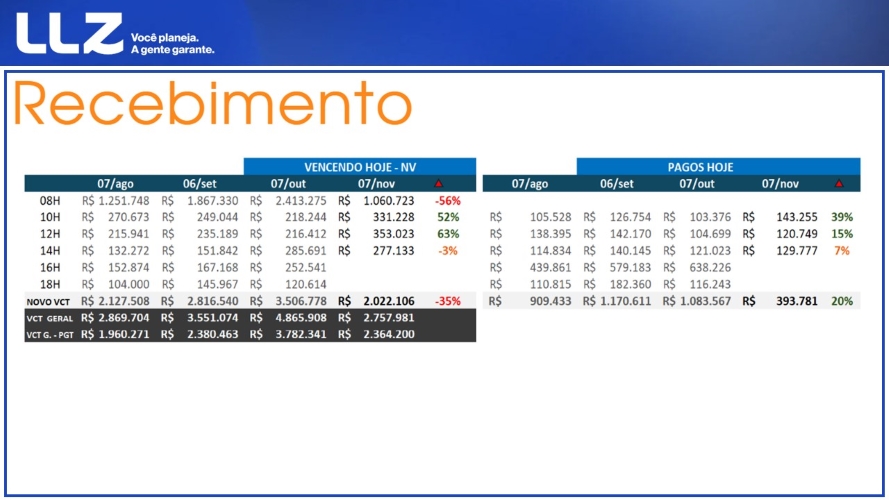 LLZ Você planeja.
A gente garante.
Recebimento
VENCENDO HOJE - NV PAGOS HOJE
07/ago 06/set 07/out 07/nov 07/ago 06/set 07/out 07/nov
08H R$ 1.251.748 R$ 1.867.330 R$ 2.413.275 R$ 1.060.723 -56%
10H R$ 270.673 R$ 249.044 R$ 218.244 R$ 331.228 52% R$ 105.528 R$ 126.754 R$ 103.376 R$ 143.255 39%
12H R$ 215.941 R$ 235.189 R$ 216.412 R$ 353.023 63% R$ 138.395 R$ 142.170 R$ 104.699 R$ 120.749 15%
14H R$ 132.272 R$ 151.842 R$ 285.691 R$ 277.133 -3% R$ 114.834 R$ 140.145 R$ 121.023 R$ 129.777 7%
16H R$ 152.874 R$ 167.168 R$ 252.541 R$ 439.861 R$ 579.183 R$ 638.226
18H R$ 104.000 R$ 145.967 R$ 120.614 R$ 110.815 R$ 182.360 R$ 116.243
NOVO VCT R$ 2.127.508 R$ 2.816.540 R$ 3.506.778 R$ 2.022.106 -35% R$ 909.433 R$ 1.170.611 R$ 1.083.567 R$ 393.781 20%
VCT GERAL R$ 2.869.704 R$ 3.551.074 R$ 4.865.908 R$ 2.757.981
VCT G. - PGT R$ 1.960.271 R$ 2.380.463 R$ 3.782.341 R$ 2.364.200